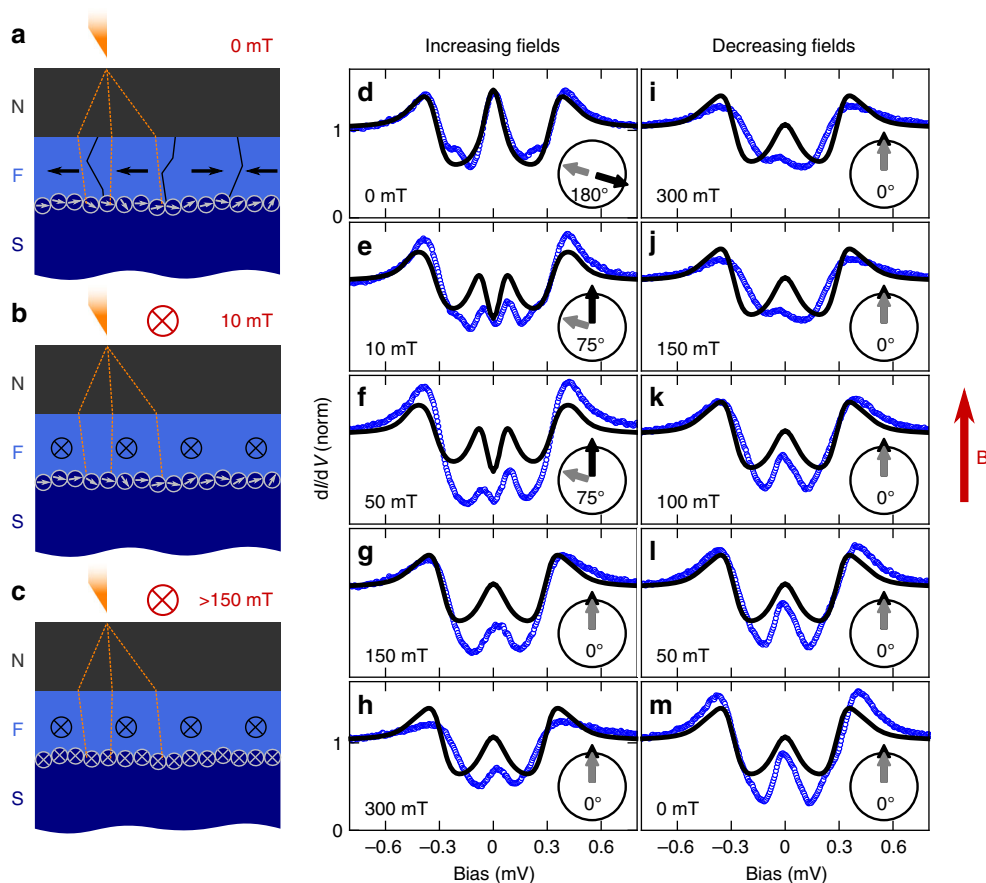 a
0 mT
N
F
S
b
10 mT
N
F
S
c
>150 mT
N
F
S
Increasing fields
Decreasing fields
dI/dV (norm)
d
1
0
0 mT
180°
i
300 mT
0°
e
10 mT
75°
j
150 mT
0°
f
50 mT
75°
k
100 mT
0°
B
g
150 mT
0°
l
50 mT
0°
h
1
0
300 mT
0°
m
0 mT
0°
–0.6 –0.3 0 0.3 0.6
–0.6 –0.3 0 0.3 0.6
Bias (mV)
Bias (mV)